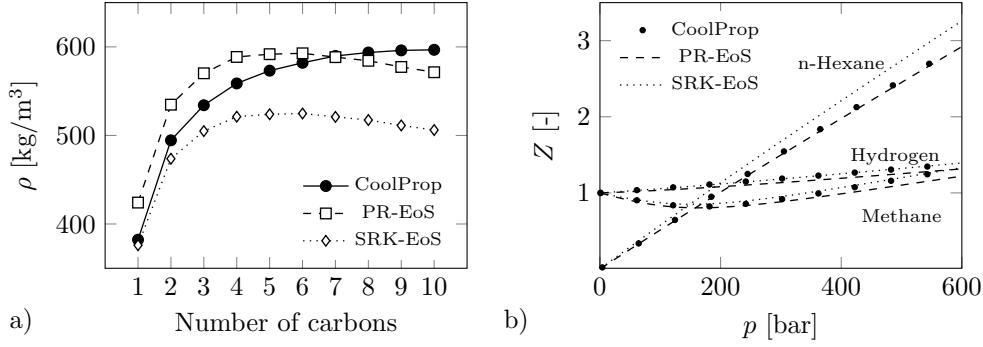 600
500
400
ρ [kg/m³]
CoolProp
PR-EoS
SRK-EoS
1 2 3 4 5 6 7 8 9 10
Number of carbons
a)
3
2
1
Z [-]
CoolProp
PR-EoS
SRK-EoS
n-Hexane
Hydrogen
Methane
0 200 400 600
p [bar]
b)